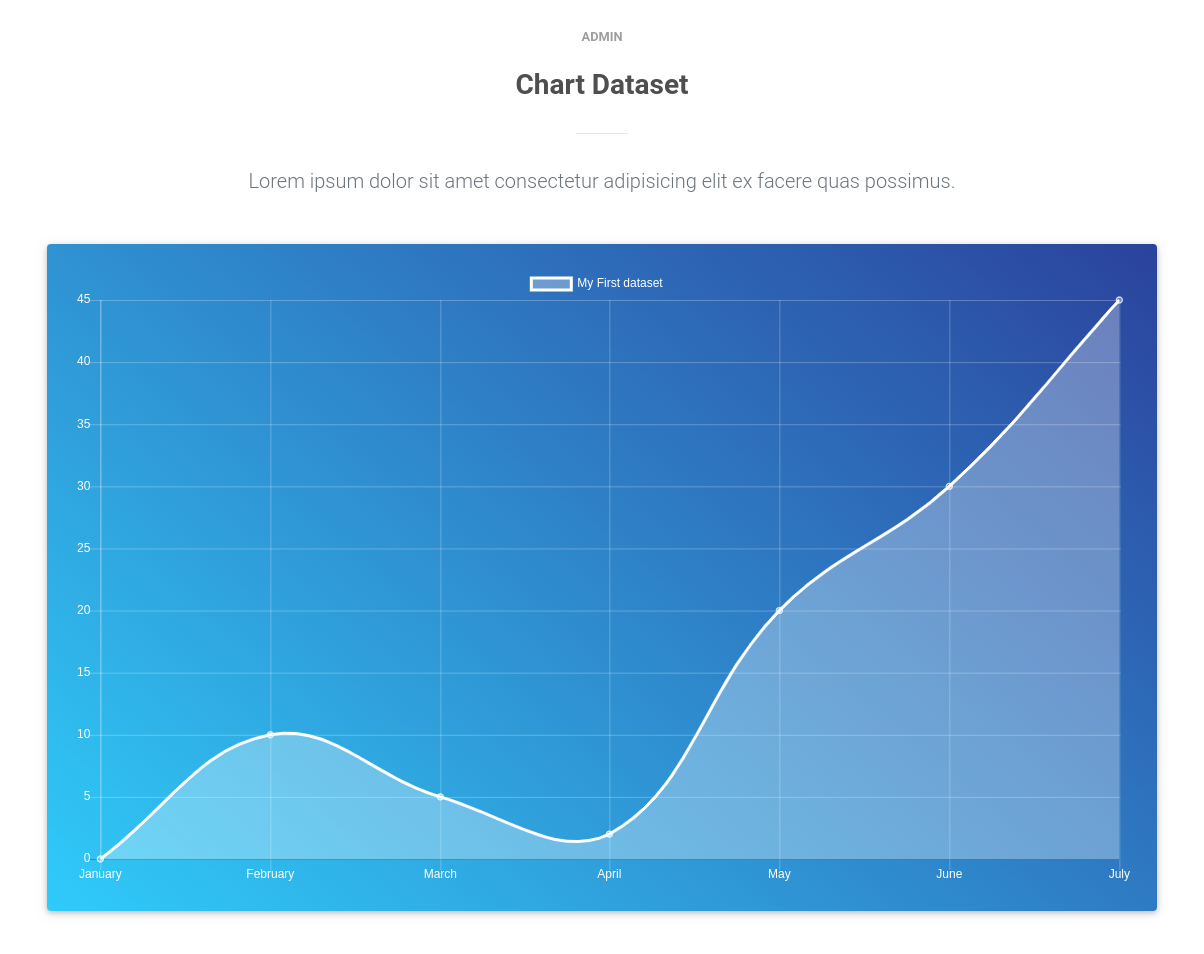 ADMIN
Chart Dataset
Lorem ipsum dolor sit amet consectetur adipisicing elit ex facere quas possimus.
My First dataset
45
40
35
30
25
20
15
10
5
0
January February March April May June July